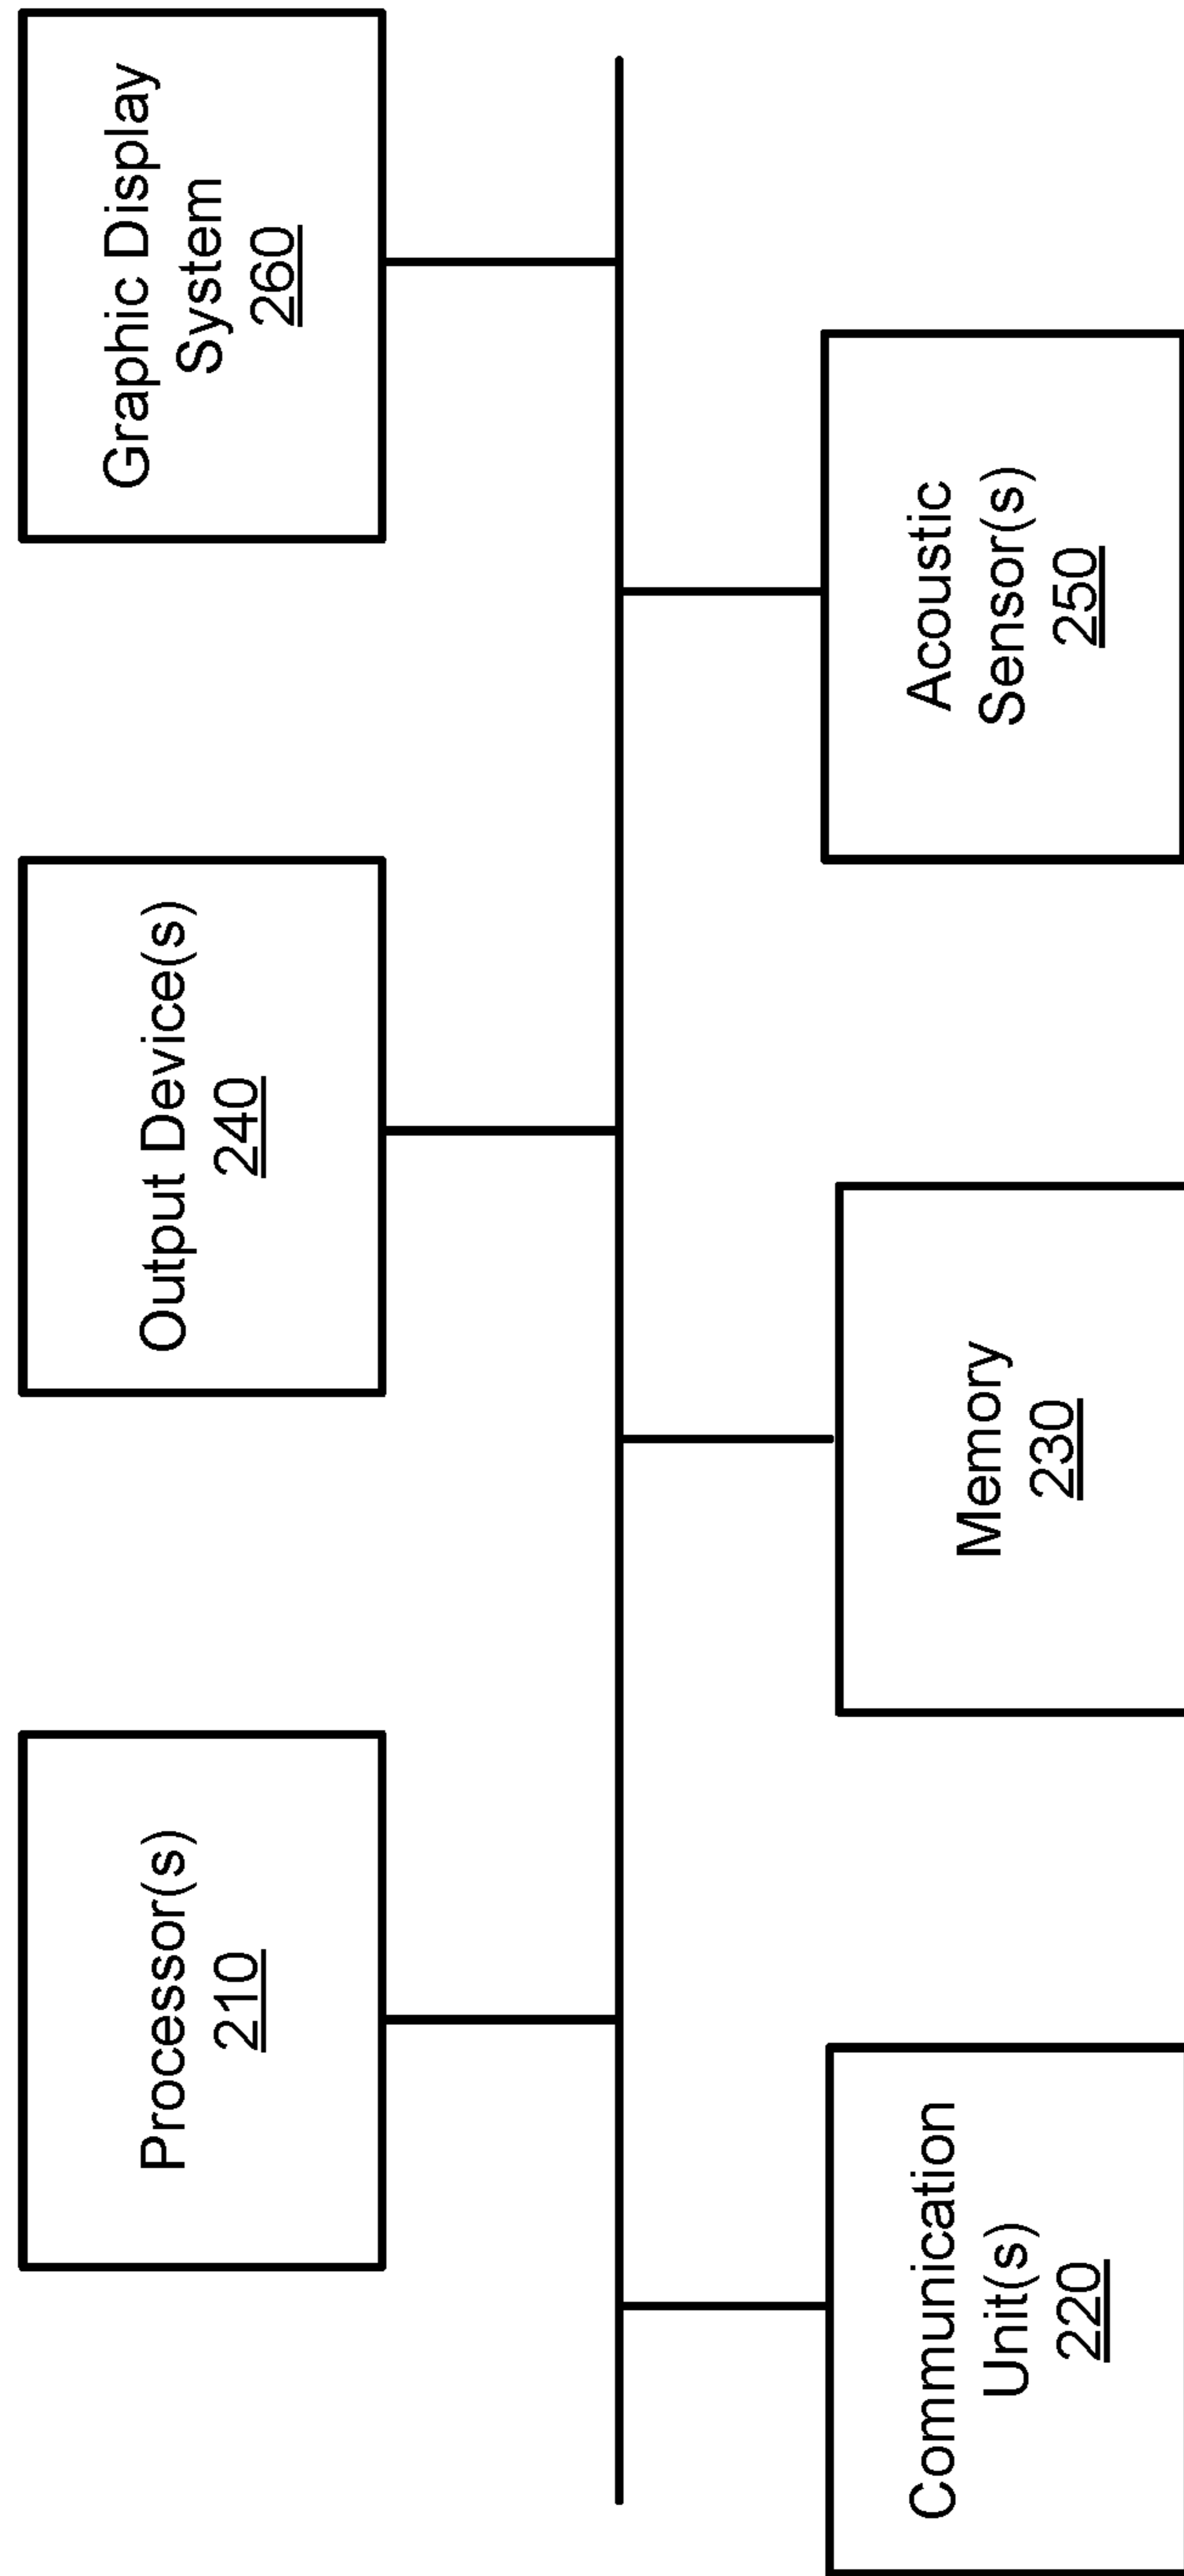 Processor(s)
210
Output Device(s)
240
Graphic Display
System
260
Communication
Unit(s)
220
Memory
230
Acoustic
Sensor(s)
250